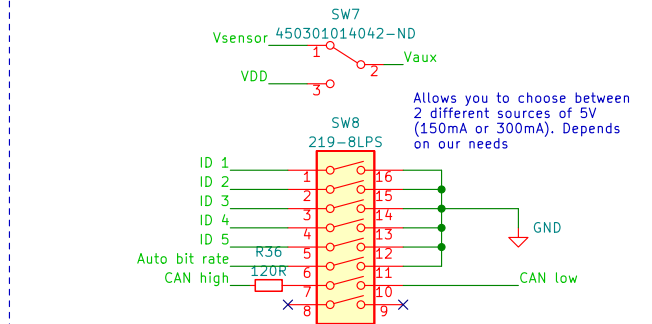 SW7
450301014042-ND
Vsensor
1
2
Vaux
VDD
3
Allows you to choose between
2 different sources of 5V
(150mA or 300mA). Depends
on our needs
SW8
219-8LPS
ID 1
1
16
ID 2
2
15
ID 3
3
14
GND
ID 4
4
13
ID 5
5
12
R36
Auto bit rate
6
11
120R
CAN high
7
10
CAN low
8
9